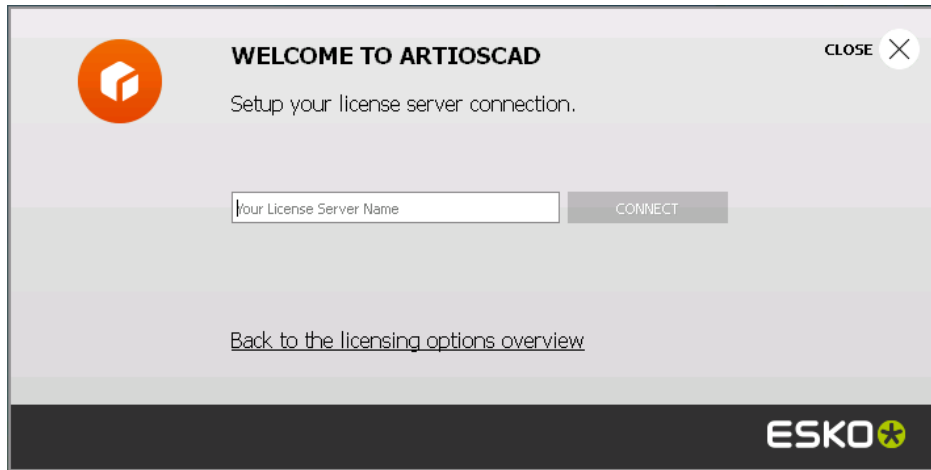 WELCOME TO ARTIOSCAD
CLOSE
Setup your license server connection.
Your License Server Name
CONNECT
Back to the licensing options overview
ESKO